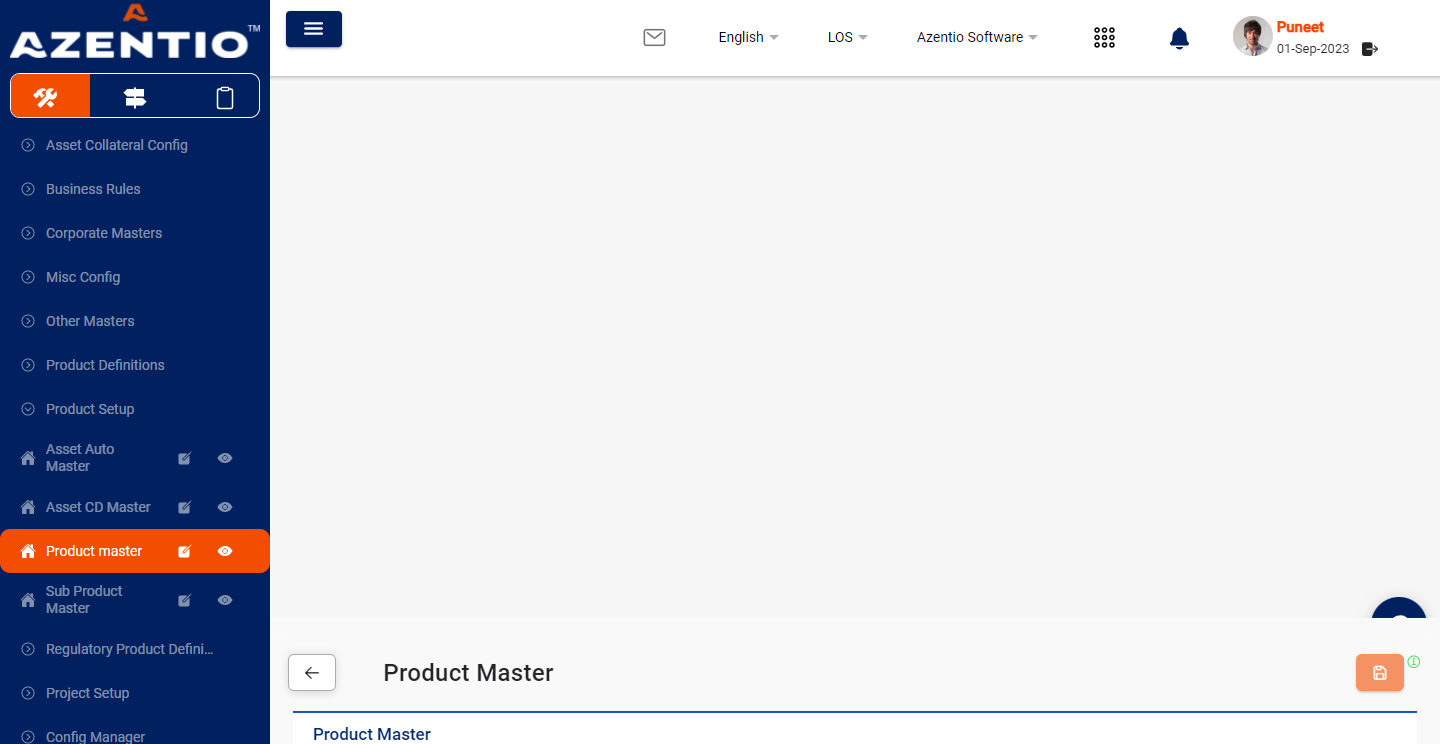 AZENTIO™
English
LOS
Azentio Software
Puneet
01-Sep-2023
Asset Collateral Config
Business Rules
Corporate Masters
Misc Config
Other Masters
Product Definitions
Product Setup
Asset Auto
Master
Asset CD Master
Product master
Sub Product
Master
Regulatory Product Defini...
Project Setup
Config Manager
Product Master
Product Master